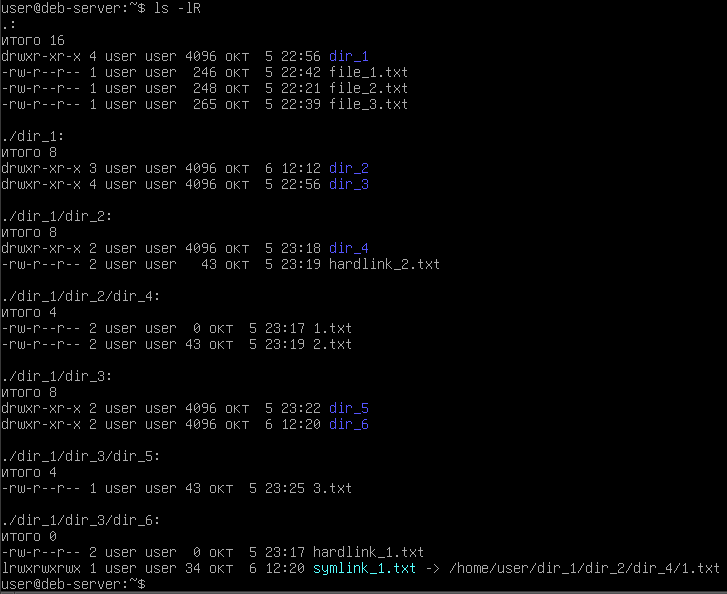 user@deb-server:~$ ls -lR
.:
итого 16
drwxr-xr-x 4 user user 4096 окт  5 22:56 dir_1
-rw-r--r-- 1 user user  246 окт  5 22:42 file_1.txt
-rw-r--r-- 1 user user  248 окт  5 22:21 file_2.txt
-rw-r--r-- 1 user user  265 окт  5 22:39 file_3.txt

./dir_1:
итого 8
drwxr-xr-x 3 user user 4096 окт  6 12:12 dir_2
drwxr-xr-x 4 user user 4096 окт  5 22:56 dir_3

./dir_1/dir_2:
итого 8
drwxr-xr-x 2 user user 4096 окт  5 23:18 dir_4
-rw-r--r-- 2 user user   43 окт  5 23:19 hardlink_2.txt

./dir_1/dir_2/dir_4:
итого 4
-rw-r--r-- 2 user user  0 окт  5 23:17 1.txt
-rw-r--r-- 2 user user 43 окт  5 23:19 2.txt

./dir_1/dir_3:
итого 8
drwxr-xr-x 2 user user 4096 окт  5 23:22 dir_5
drwxr-xr-x 2 user user 4096 окт  6 12:20 dir_6

./dir_1/dir_3/dir_5:
итого 4
-rw-r--r-- 1 user user 43 окт  5 23:25 3.txt

./dir_1/dir_3/dir_6:
итого 0
-rw-r--r-- 2 user user  0 окт  5 23:17 hardlink_1.txt
lrwxrwxrwx 1 user user 34 окт  6 12:20 symlink_1.txt -> /home/user/dir_1/dir_2/dir_4/1.txt
user@deb-server:~$